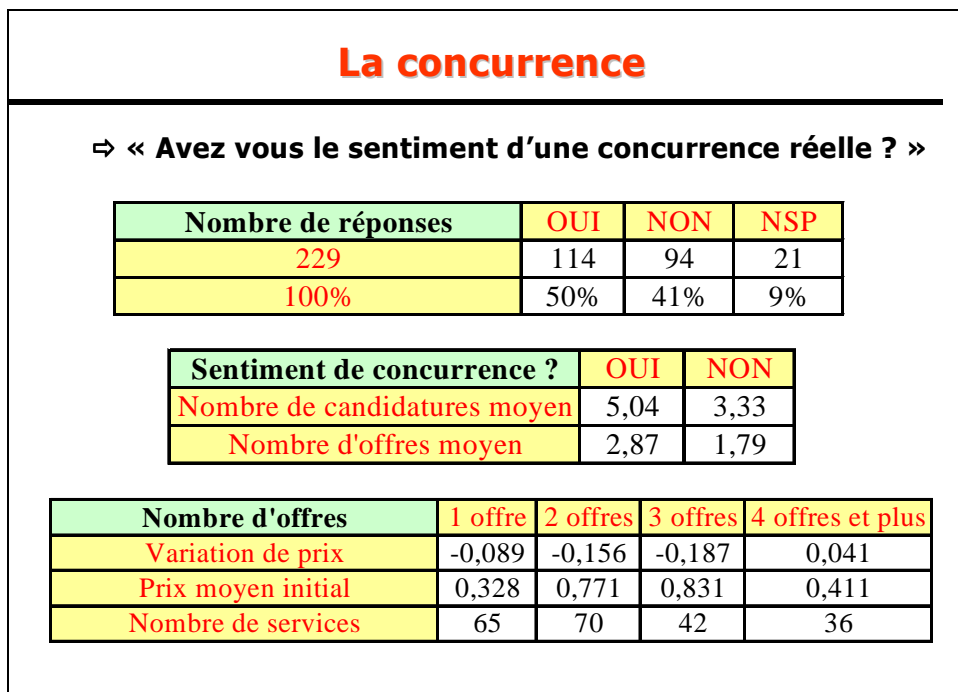 La concurrence
⇨ « Avez vous le sentiment d'une concurrence réelle ? »
Nombre de réponses OUI NON NSP
229 114 94 21
100% 50% 41% 9%
Sentiment de concurrence ? OUI NON
Nombre de candidatures moyen 5,04 3,33
Nombre d'offres moyen 2,87 1,79
Nombre d'offres 1 offre 2 offres 3 offres 4 offres et plus
Variation de prix -0,089 -0,156 -0,187 0,041
Prix moyen initial 0,328 0,771 0,831 0,411
Nombre de services 65 70 42 36